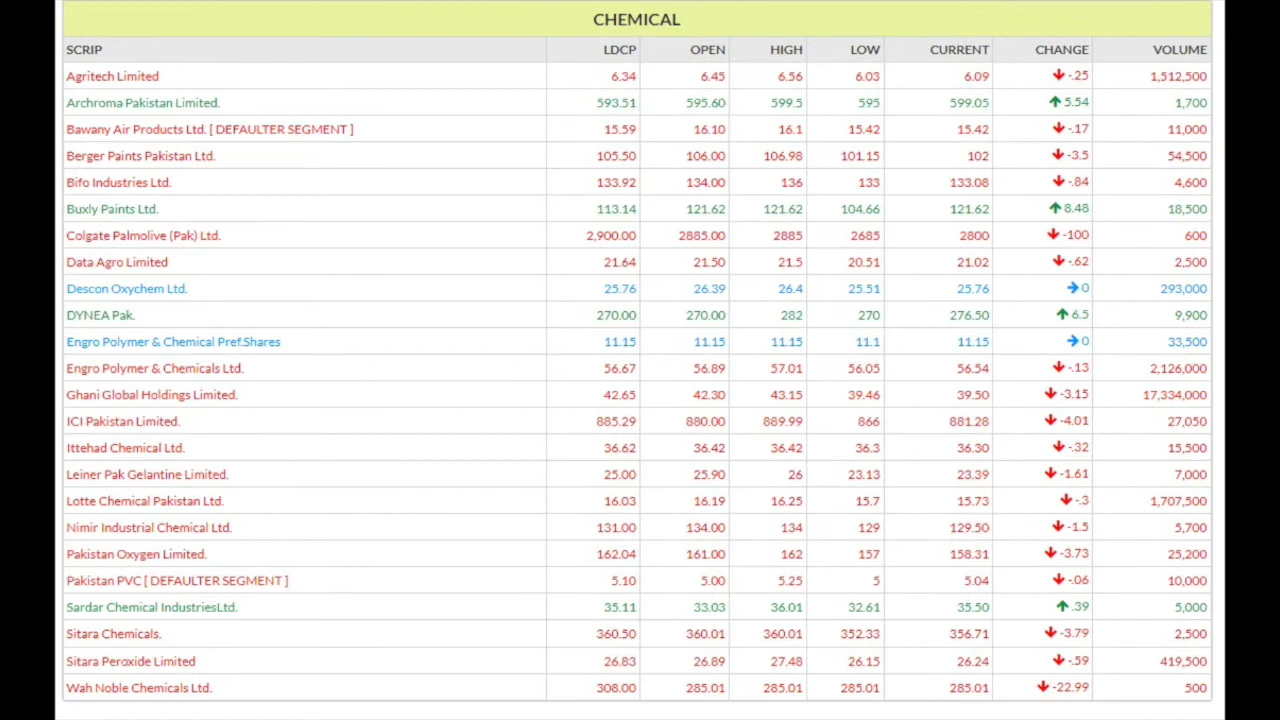 CHEMICAL
SCRIP LDCP OPEN HIGH LOW CURRENT CHANGE VOLUME
Agritech Limited 6.34 6.45 6.56 6.03 6.09 -.25 1,512,500
Archroma Pakistan Limited. 593.51 595.60 599.5 595 599.05 5.54 1,700
Bawany Air Products Ltd. [ DEFAULTER SEGMENT ] 15.59 16.10 16.1 15.42 15.42 -.17 11,000
Berger Paints Pakistan Ltd. 105.50 106.00 106.98 101.15 102 -3.5 54,500
Bifo Industries Ltd. 133.92 134.00 136 133 133.08 -.84 4,600
Buxly Paints Ltd. 113.14 121.62 121.62 104.66 121.62 8.48 18,500
Colgate Palmolive (Pak) Ltd. 2,900.00 2885.00 2885 2685 2800 -100 600
Data Agro Limited 21.64 21.50 21.5 20.51 21.02 -.62 2,500
Descon Oxychem Ltd. 25.76 26.39 26.4 25.51 25.76 0 293,000
DYNEA Pak. 270.00 270.00 282 270 276.50 6.5 9,900
Engro Polymer & Chemical Pref.Shares 11.15 11.15 11.15 11.1 11.15 0 33,500
Engro Polymer & Chemicals Ltd. 56.67 56.89 57.01 56.05 56.54 -.13 2,126,000
Ghani Global Holdings Limited. 42.65 42.30 43.15 39.46 39.50 -3.15 17,334,000
ICI Pakistan Limited. 885.29 880.00 889.99 866 881.28 -4.01 27,050
Ittehad Chemical Ltd. 36.62 36.42 36.42 36.3 36.30 -.32 15,500
Leiner Pak Gelantine Limited. 25.00 25.90 26 23.13 23.39 -1.61 7,000
Lotte Chemical Pakistan Ltd. 16.03 16.19 16.25 15.7 15.73 -.3 1,707,500
Nimir Industrial Chemical Ltd. 131.00 134.00 134 129 129.50 -1.5 5,700
Pakistan Oxygen Limited. 162.04 161.00 162 157 158.31 -3.73 25,200
Pakistan PVC [ DEFAULTER SEGMENT ] 5.10 5.00 5.25 5 5.04 -.06 10,000
Sardar Chemical IndustriesLtd. 35.11 33.03 36.01 32.61 35.50 .39 5,000
Sitara Chemicals. 360.50 360.01 360.01 352.33 356.71 -3.79 2,500
Sitara Peroxide Limited 26.83 26.89 27.48 26.15 26.24 -.59 419,500
Wah Noble Chemicals Ltd. 308.00 285.01 285.01 285.01 285.01 -22.99 500